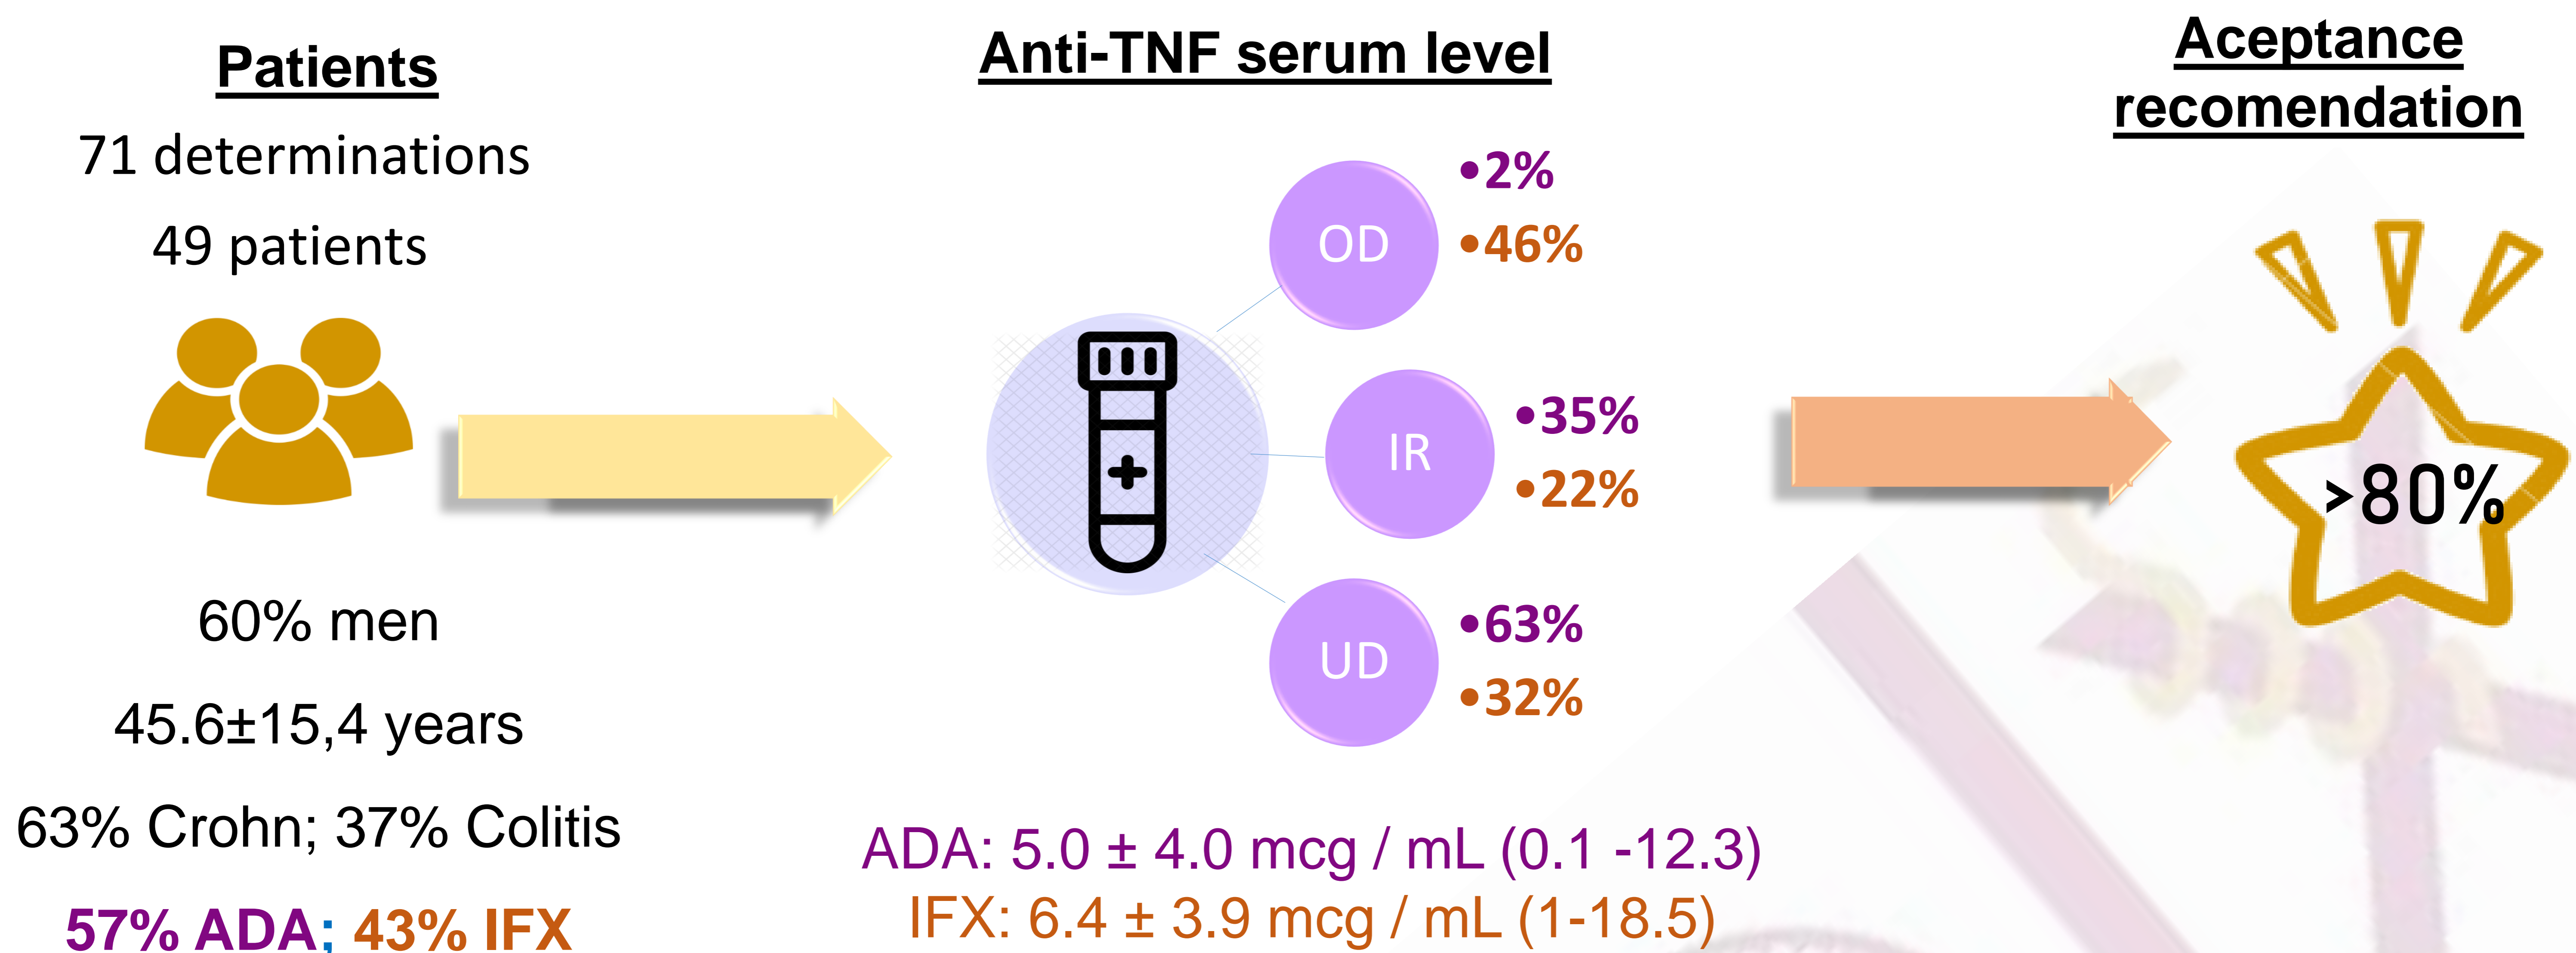 Patients
71 determinations
49 patients
60% men
45.6±15,4 years
63% Crohn; 37% Colitis
57% ADA; 43% IFX
Anti-TNF serum level
OD
•2%
•46%
IR
•35%
•22%
UD
•63%
•32%
ADA: 5.0 ± 4.0 mcg / mL (0.1 -12.3)
IFX: 6.4 ± 3.9 mcg / mL (1-18.5)
Aceptance
recomendation
>80%